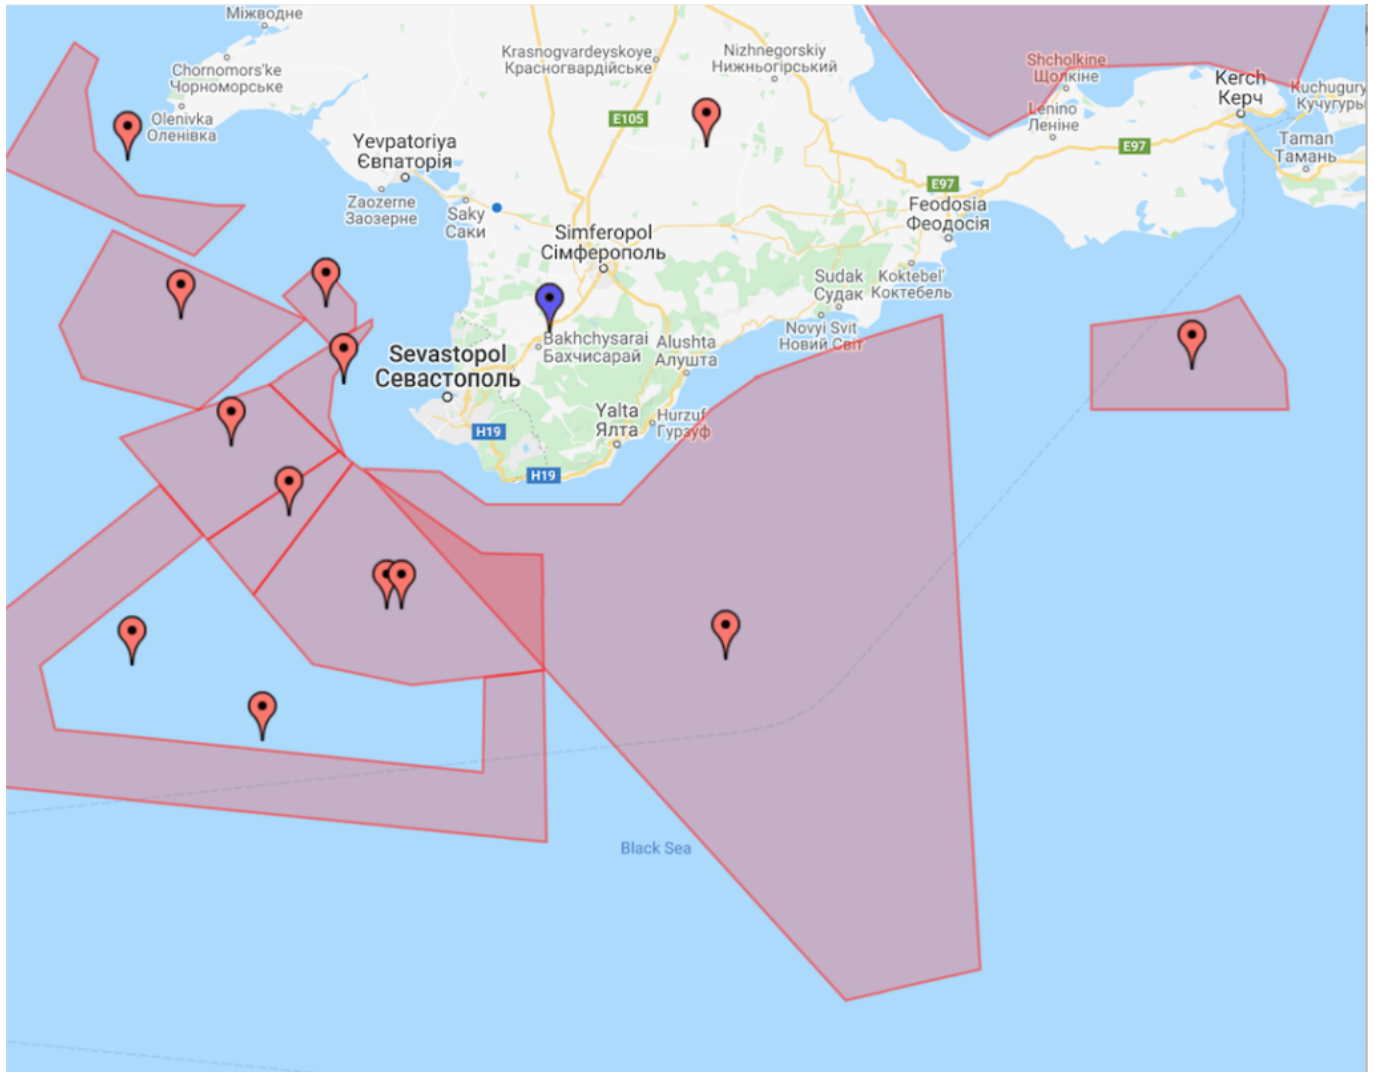 Міжводне
Chornomors'ke
Чорноморське
Olenivka
Оленівка
Krasnogvardeyskoye
Красногвардійське
Nizhnegorskiy
Нижньогірський
Shcholkine
Щолкіне
Kerch
Керч
Kuchugury
Кучугуры
Lenino
Леніне
E105
E97
Taman
Тамань
Yevpatoriya
Євпаторія
Zaozerne
Заозерне
Saky
Саки
E97
Feodosia
Феодосія
Simferopol
Сімферополь
Sudak
Судак
Koktebel'
Коктебель
Novyi Svit
Новий Світ
Bakhchysarai
Бахчисарай
Alushta
Алушта
Sevastopol
Севастополь
Yalta
Ялта
Hurzuf
Гурзуф
H19
H19
Black Sea